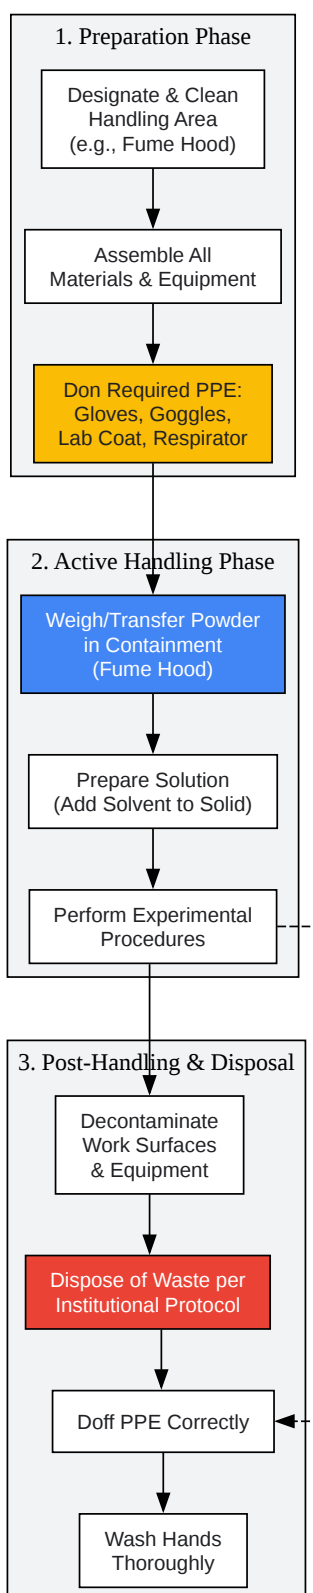 1. Preparation Phase
Designate & Clean
Handling Area
(e.g., Fume Hood)
Assemble All
Materials & Equipment
Don Required PPE:
Gloves, Goggles,
Lab Coat, Respirator
2. Active Handling Phase
Weigh/Transfer Powder
in Containment
(Fume Hood)
Prepare Solution
(Add Solvent to Solid)
Perform Experimental
Procedures
3. Post-Handling & Disposal
Decontaminate
Work Surfaces
& Equipment
Dispose of Waste per
Institutional Protocol
Doff PPE Correctly
Wash Hands
Thoroughly